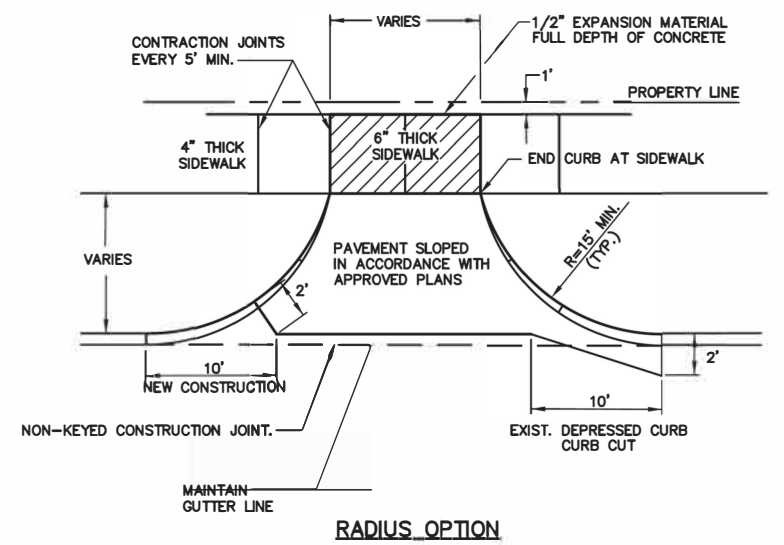 VARIES
1/2" EXPANSION MATERIAL
FULL DEPTH OF CONCRETE
CONTRACTION JOINTS
EVERY 5' MIN.
1'
PROPERTY LINE
4" THICK
SIDEWALK
6" THICK
SIDEWALK
END CURB AT SIDEWALK
VARIES
PAVEMENT SLOPED
IN ACCORDANCE WITH
APPROVED PLANS
R=15' MIN.
(TYP.)
2'
2'
10'
NEW CONSTRUCTION
10'
NON-KEYED CONSTRUCTION JOINT.
EXIST. DEPRESSED CURB
CURB CUT
MAINTAIN
GUTTER LINE
RADIUS OPTION